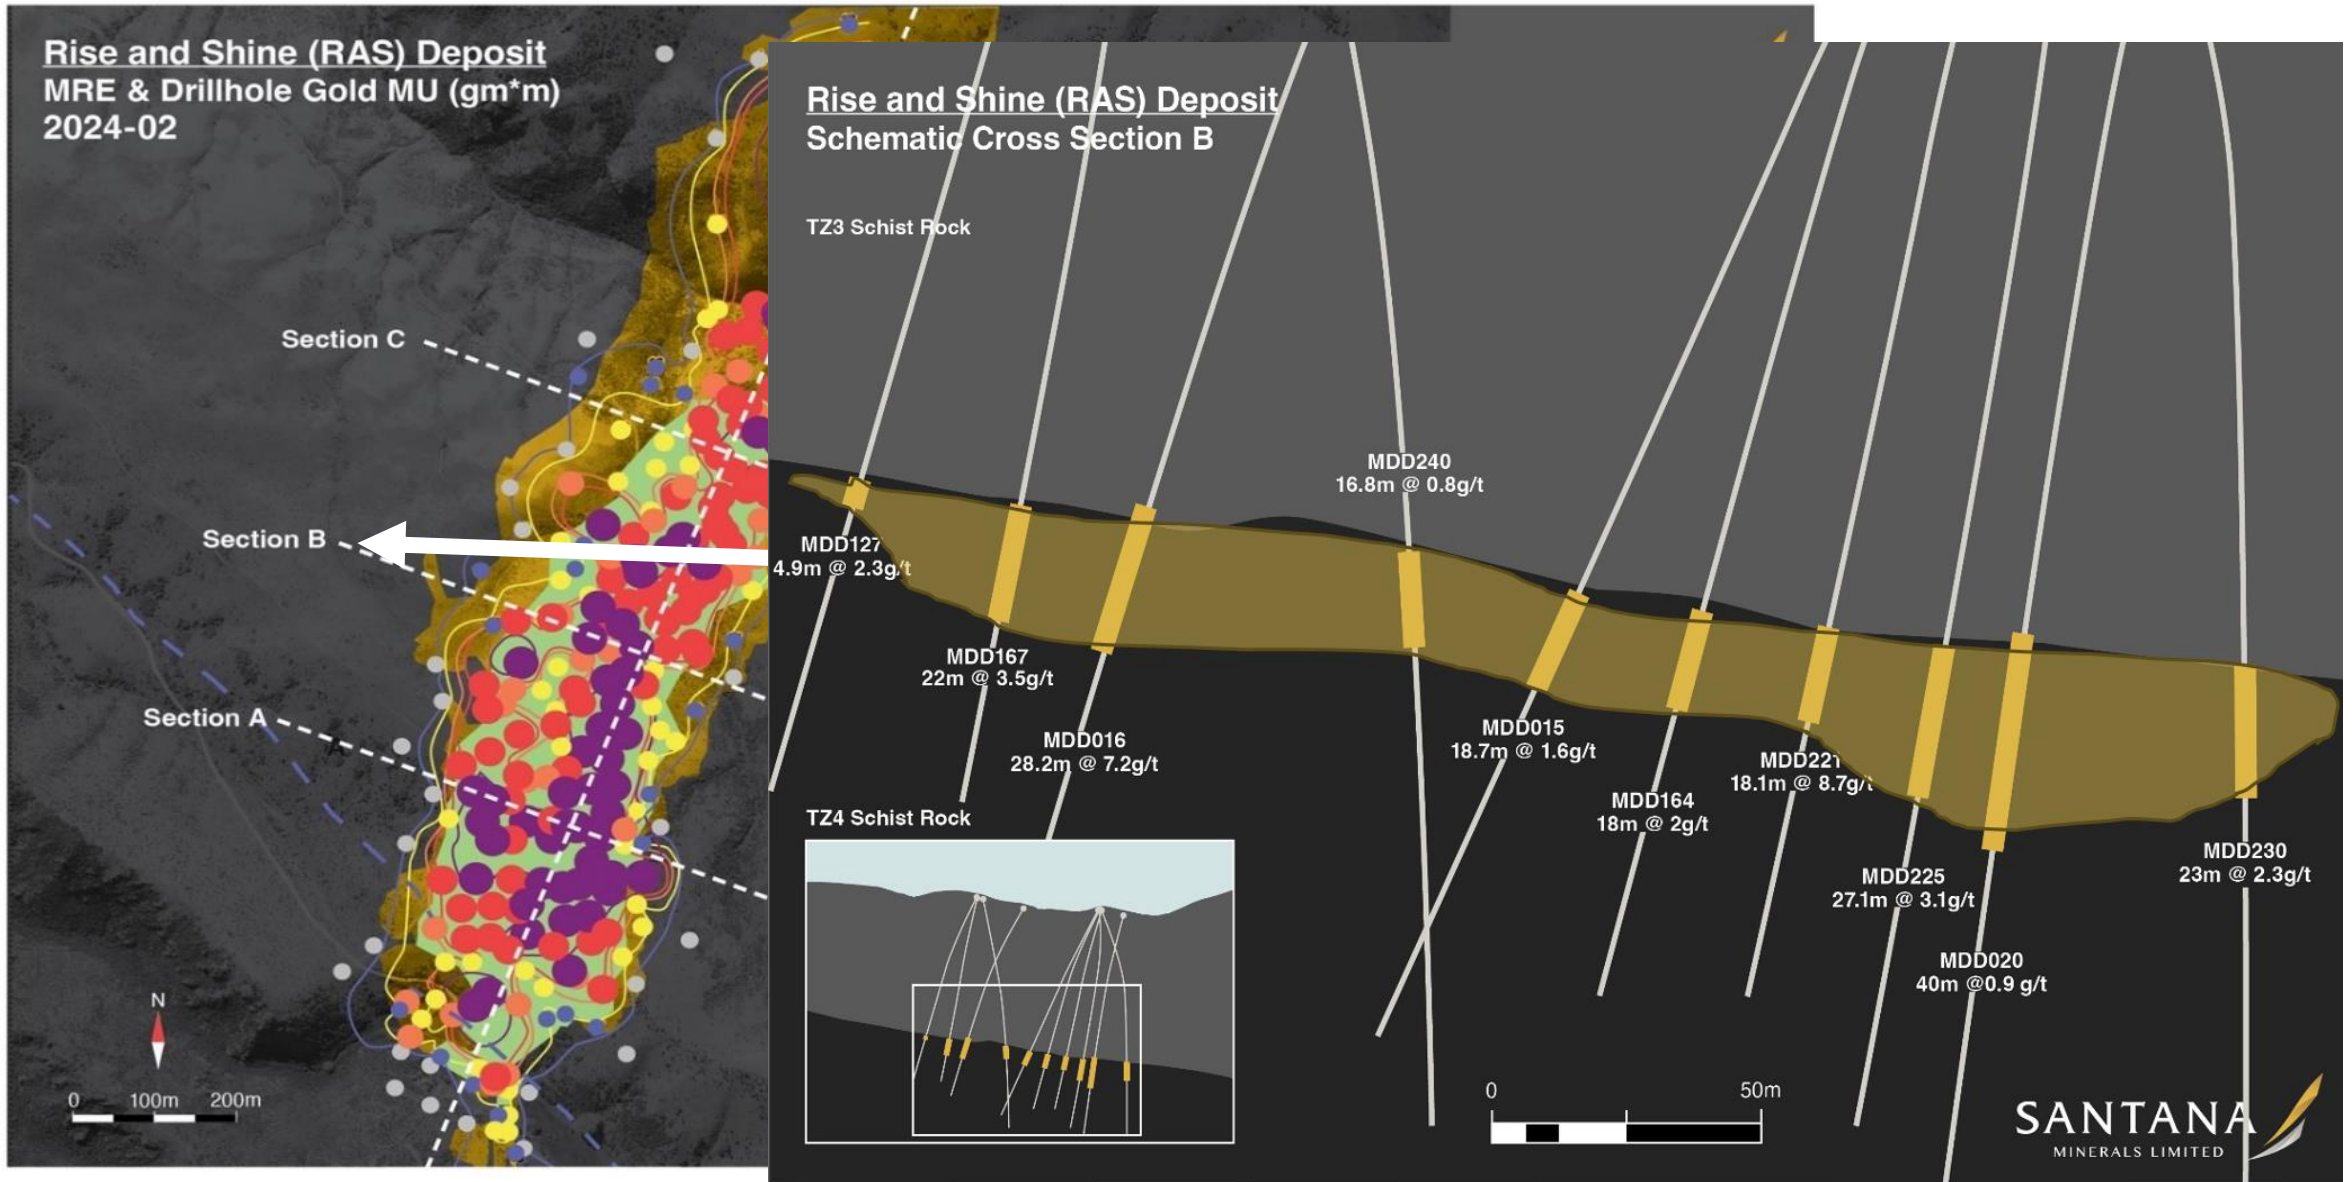 Rise and Shine (RAS) Deposit
MRE & Drillhole Gold MU (gm*m)
2024-02
Section C
Section B
Section A
A
N
0 100m 200m
Rise and Shine (RAS) Deposit
Schematic Cross Section B
TZ3 Schist Rock
MDD240
16.8m @ 0.8g/t
MDD127
4.9m @ 2.3g/t
MDD167
22m @ 3.5g/t
MDD016
28.2m @ 7.2g/t
MDD015
18.7m @ 1.6g/t
MDD164
18m @ 2g/t
MDD221
18.1m @ 8.7g/t
MDD225
27.1m @ 3.1g/t
MDD020
40m @0.9 g/t
MDD230
23m @ 2.3g/t
TZ4 Schist Rock
0 50m
SANTANA
MINERALS LIMITED